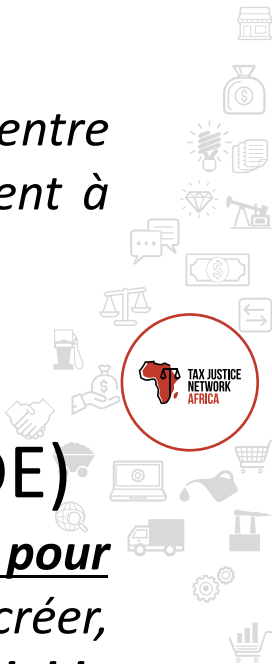 entre
ent à
TAX JUSTICE
NETWORK
AFRICA
DE)
pour
créer,